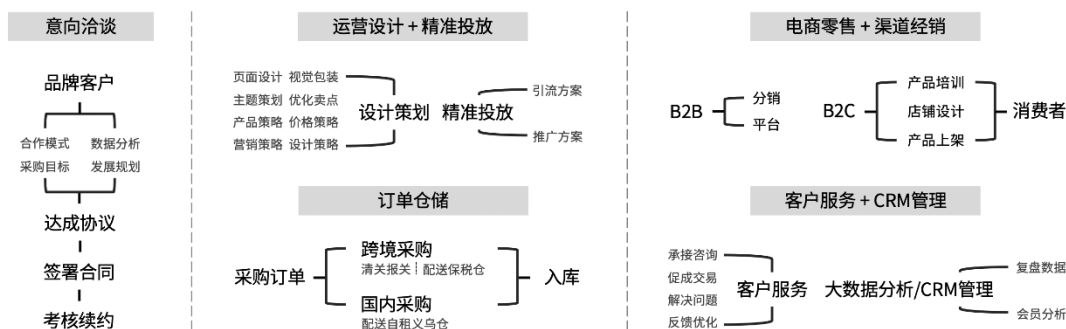 意向洽谈
品牌客户
合作模式 数据分析
采购目标 发展规划
达成协议
签署合同
考核续约
运营设计+精准投放
页面设计 视觉包装
主题策划 优化卖点
产品策略 价格策略
营销策略 设计策略
设计策划
精准投放
引流方案
推广方案
订单仓储
采购订单
跨境采购
清关报关 配送保税仓
国内采购
配送自租义乌仓
入库
电商零售+渠道经销
B2B
分销
平台
B2C
产品培训
店铺设计
产品上架
消费者
客户服务+CRM管理
承接咨询
促成交易
解决问题
反馈优化
客户服务
大数据分析/CRM管理
复盘数据
会员分析